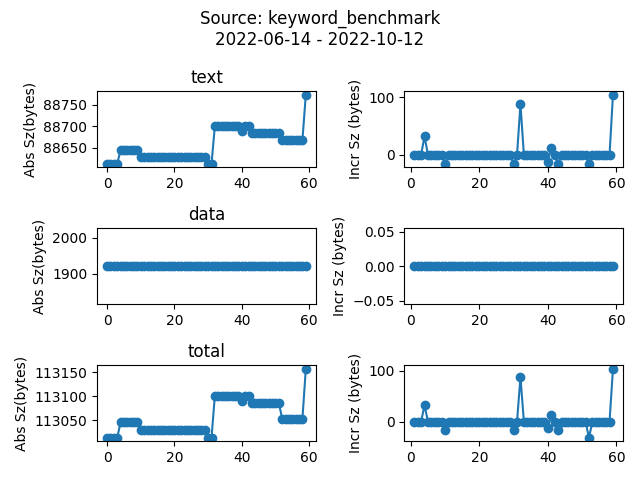 Source: keyword_benchmark
2022-06-14 - 2022-10-12
text
Abs Sz(bytes)
88750
88700
88650
0 20 40 60
Incr Sz (bytes)
100
0
0 20 40 60
data
Abs Sz(bytes)
2000
1900
0 20 40 60
Incr Sz (bytes)
0.05
0.00
−0.05
0 20 40 60
total
Abs Sz(bytes)
113150
113100
113050
0 20 40 60
Incr Sz (bytes)
100
0
0 20 40 60